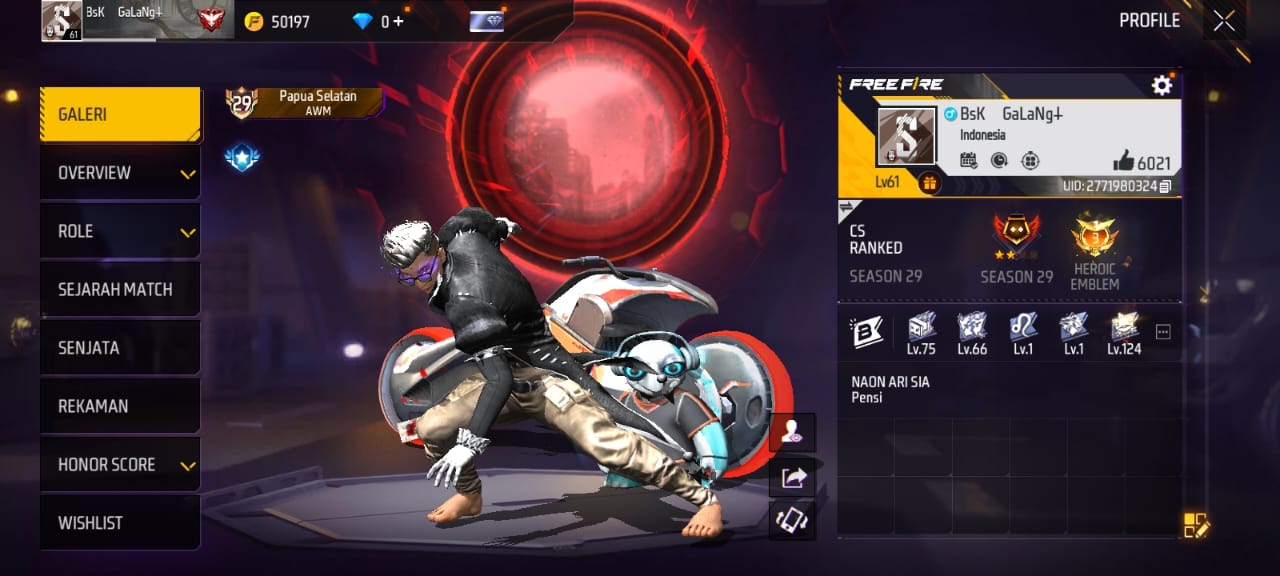 BsK GaLaNg+
61
50197
0 +
PROFILE
GALERI
OVERVIEW
ROLE
SEJARAH MATCH
SENJATA
REKAMAN
HONOR SCORE
WISHLIST
29
Papua Selatan
AWM
FREE FIRE
BsK GaLaNg+
Indonesia
6021
Lv61
UID:2771980324
CS
RANKED
SEASON 29
SEASON 29
3
HEROIC
EMBLEM
Lv.75 Lv.66 Lv.1 Lv.1 Lv.124
NAON ARI SIA
Pensi